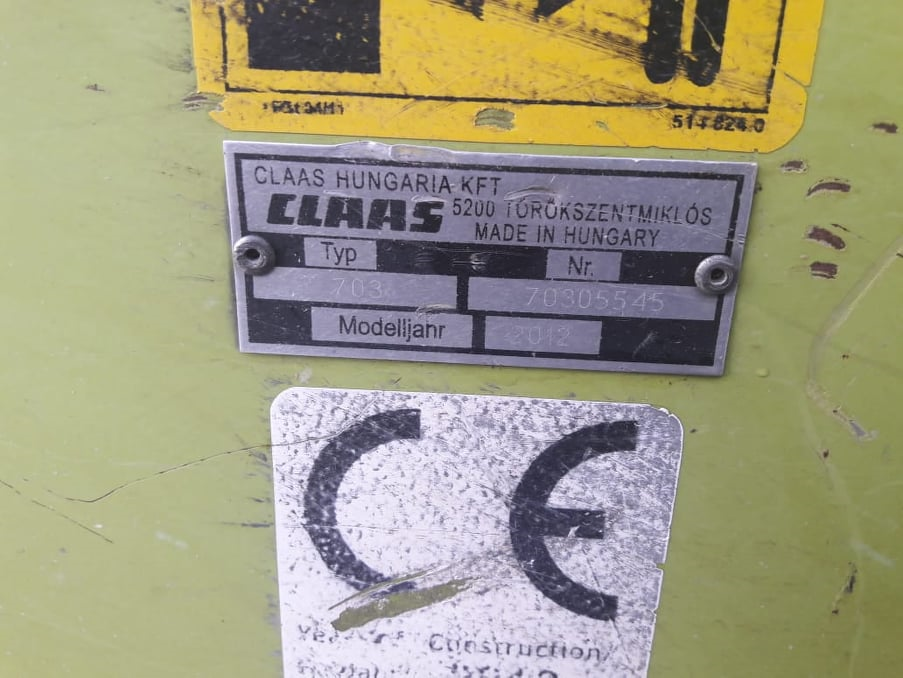 CLAAS HUNGARIA KFT
CLAAS 5200 TÖRÖKSZENTMIKLÓS
MADE IN HUNGARY
Typ Nr.
703 70305545
Modelljahr 2012
CE
Construction